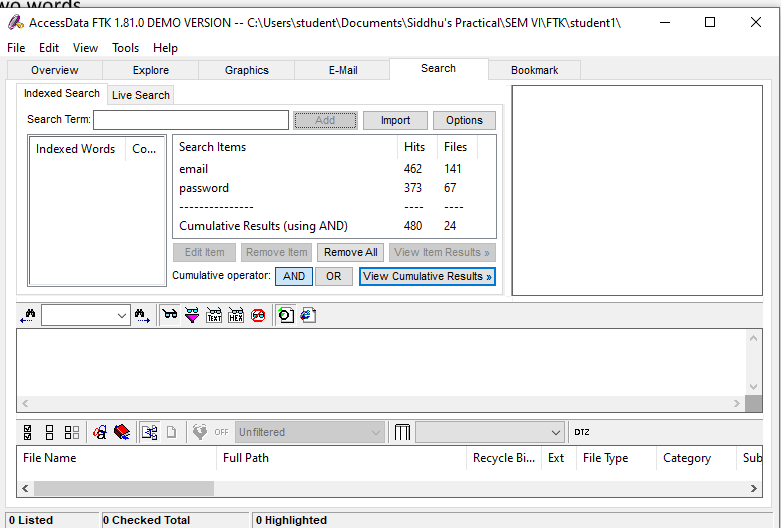 wo words
AccessData FTK 1.81.0 DEMO VERSION -- C:\Users\student\Documents\Siddhu's Practical\SEM VI\FTK\student1\
File Edit View Tools Help
Overview Explore Graphics E-Mail Search Bookmark
Indexed Search Live Search
Search Term: Add Import Options
Indexed Words Co... Search Items Hits Files
email 462 141
password 373 67
--------------- ---- ----
Cumulative Results (using AND) 480 24
Edit Item Remove Item Remove All View Item Results »
Cumulative operator: AND OR View Cumulative Results »
TEXT HEX
OFF Unfiltered DTZ
File Name Full Path Recycle Bi... Ext File Type Category Sub
0 Listed 0 Checked Total 0 Highlighted